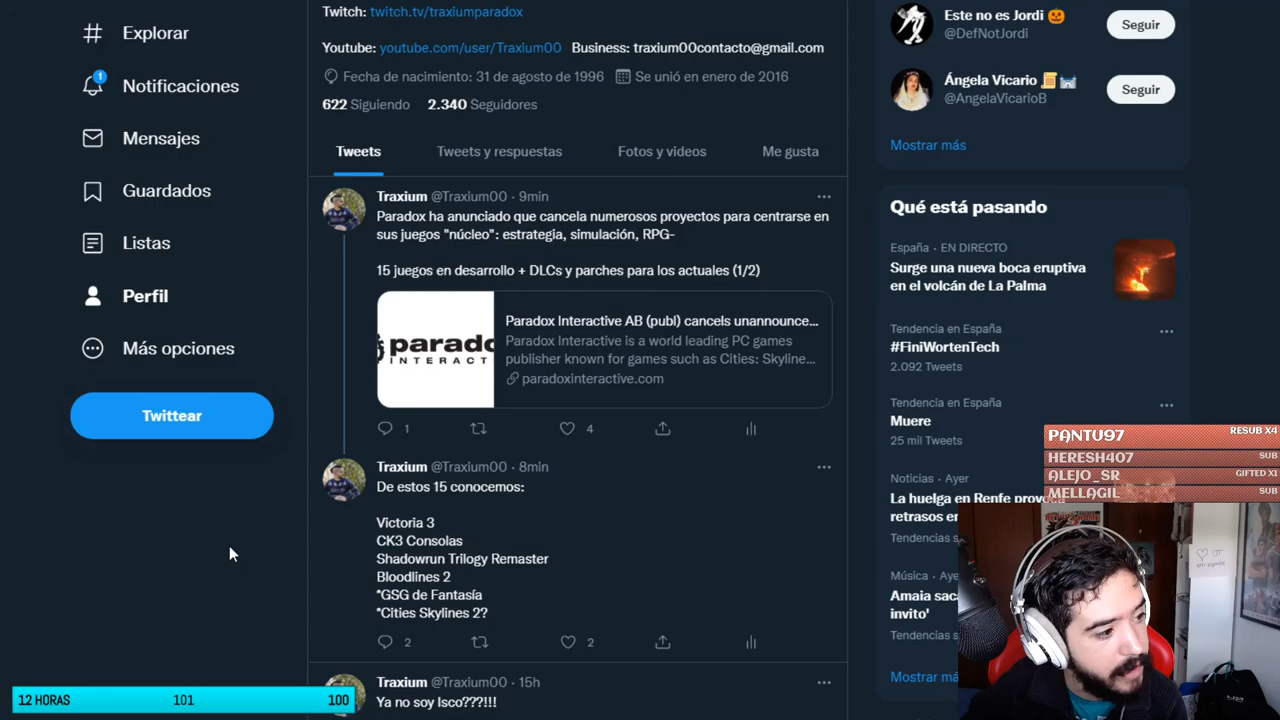 Explorar
1
Notificaciones
Mensajes
Guardados
Listas
Perfil
Más opciones
Twittear
12 HORAS 101 100
Twitch: twitch.tv/traxiumparadox
Youtube: youtube.com/user/Traxium00 Business: traxium00contacto@gmail.com
Fecha de nacimiento: 31 de agosto de 1996 Se unió en enero de 2016
622 Siguiendo 2.340 Seguidores
Tweets Tweets y respuestas Fotos y videos Me gusta
Traxium @Traxium00 · 9min
Paradox ha anunciado que cancela numerosos proyectos para centrarse en
sus juegos "núcleo": estrategia, simulación, RPG-
15 juegos en desarrollo + DLCs y parches para los actuales (1/2)
parado
INTERACT
Paradox Interactive AB (publ) cancels unannounce...
Paradox Interactive is a world leading PC games
publisher known for games such as Cities: Skyline...
paradoxinteractive.com
1 4
Traxium @Traxium00 · 8min
De estos 15 conocemos:
Victoria 3
CK3 Consolas
Shadowrun Trilogy Remaster
Bloodlines 2
*GSG de Fantasía
*Cities Skylines 2?
2 2
Traxium @Traxium00 · 15h
Ya no soy Isco???!!!
Este no es Jordi
@DefNotJordi
Seguir
Ángela Vicario
@AngelaVicarioB
Seguir
Mostrar más
Qué está pasando
España · EN DIRECTO
Surge una nueva boca eruptiva
en el volcán de La Palma
Tendencia en España
#FiniWortenTech
2.092 Tweets
Tendencia en España
Muere
25 mil Tweets
Noticias · Ayer
La huelga en Renfe provo
retrasos en
Tendencias s
Música · Aye
Amaia saca
invito'
Tendencias s
Mostrar má
PANTU97 RESUB X4
HERESH407 SUB
ALEJO_SR GIFTED X1
MELLAGIL SUB